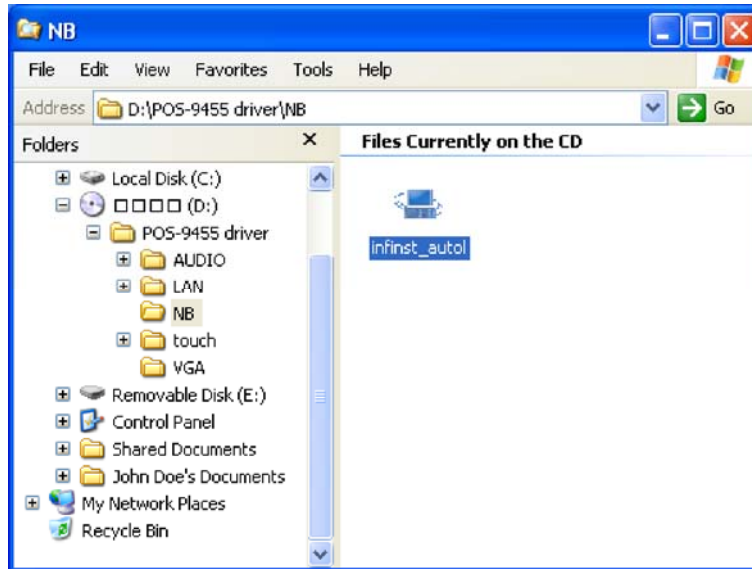 NB
File Edit View Favorites Tools Help
Address D:\POS-9455 driver\NB Go
Folders X
Local Disk (C:)
□□□□ (D:)
POS-9455 driver
AUDIO
LAN
NB
touch
VGA
Removable Disk (E:)
Control Panel
Shared Documents
John Doe's Documents
My Network Places
Recycle Bin
Files Currently on the CD
infinst_autol